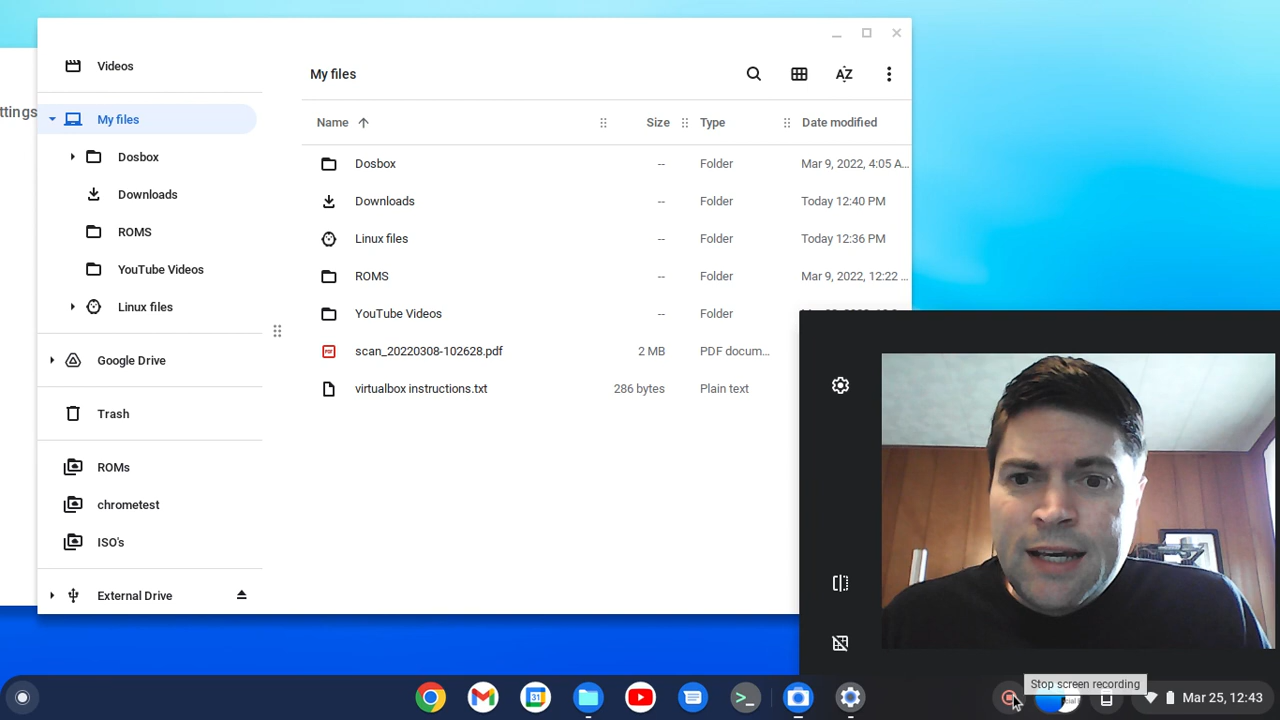 ttings
Videos
My files
Dosbox
Downloads
ROMS
YouTube Videos
Linux files
Google Drive
Trash
ROMs
chrometest
ISO's
External Drive
My files
AZ
Name Size Type Date modified
Dosbox -- Folder Mar 9, 2022, 4:05 A...
Downloads -- Folder Today 12:40 PM
Linux files -- Folder Today 12:36 PM
ROMS -- Folder Mar 9, 2022, 12:22 ...
YouTube Videos -- Folder
PDF scan_20220308-102628.pdf 2 MB PDF docum...
virtualbox instructions.txt 286 bytes Plain text
Stop screen recording
31
Mar 25, 12:43